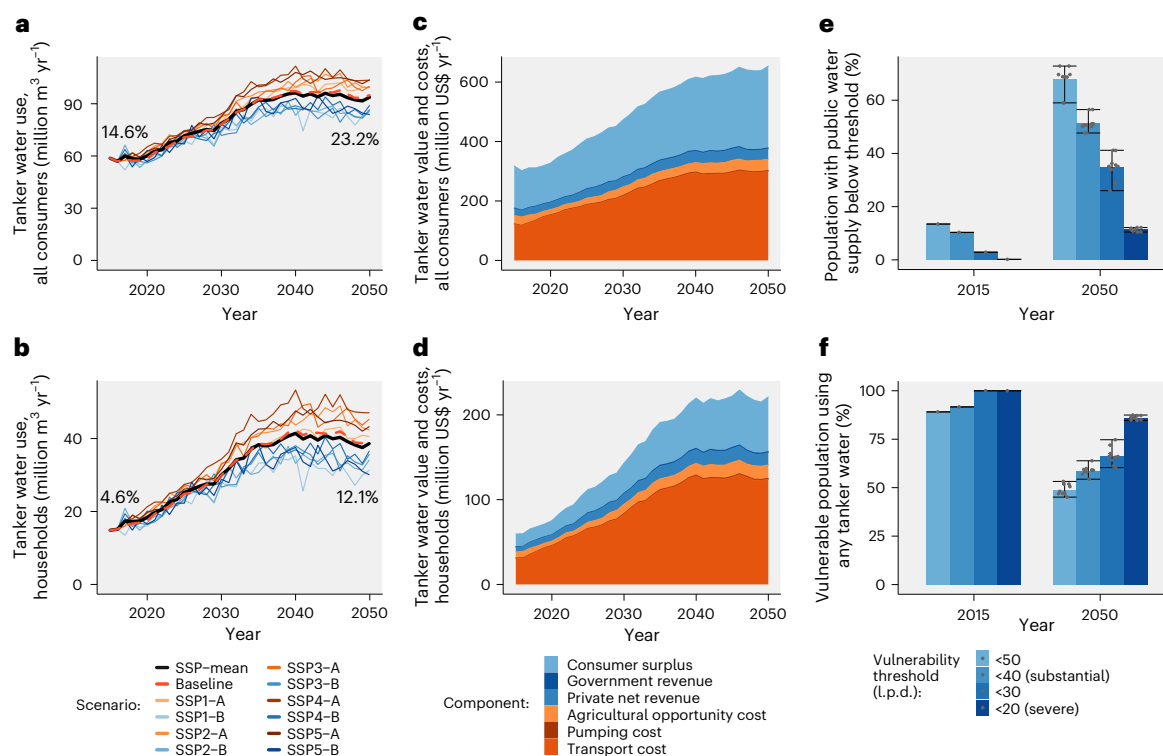 a
Tanker water use,
all consumers (million m³ yr⁻¹)
90
60
30
0
14.6%
23.2%
2020
2030
2040
2050
Year
c
Tanker water value and costs,
all consumers (million US$ yr⁻¹)
600
400
200
0
2020
2030
2040
2050
Year
e
Population with public water
supply below threshold (%)
60
40
20
0
2015
2050
Year
b
Tanker water use,
households (million m³ yr⁻¹)
40
20
0
4.6%
12.1%
2020
2030
2040
2050
Year
d
Tanker water value and costs,
households (million US$ yr⁻¹)
200
100
0
2020
2030
2040
2050
Year
f
Vulnerable population using
any tanker water (%)
100
75
50
25
0
2015
2050
Year
Scenario:
SSP–mean
Baseline
SSP1–A
SSP1–B
SSP2–A
SSP2–B
SSP3–A
SSP3–B
SSP4–A
SSP4–B
SSP5–A
SSP5–B
Component:
Consumer surplus
Government revenue
Private net revenue
Agricultural opportunity cost
Pumping cost
Transport cost
Vulnerability
threshold
(l.p.d.):
<50
<40 (substantial)
<30
<20 (severe)